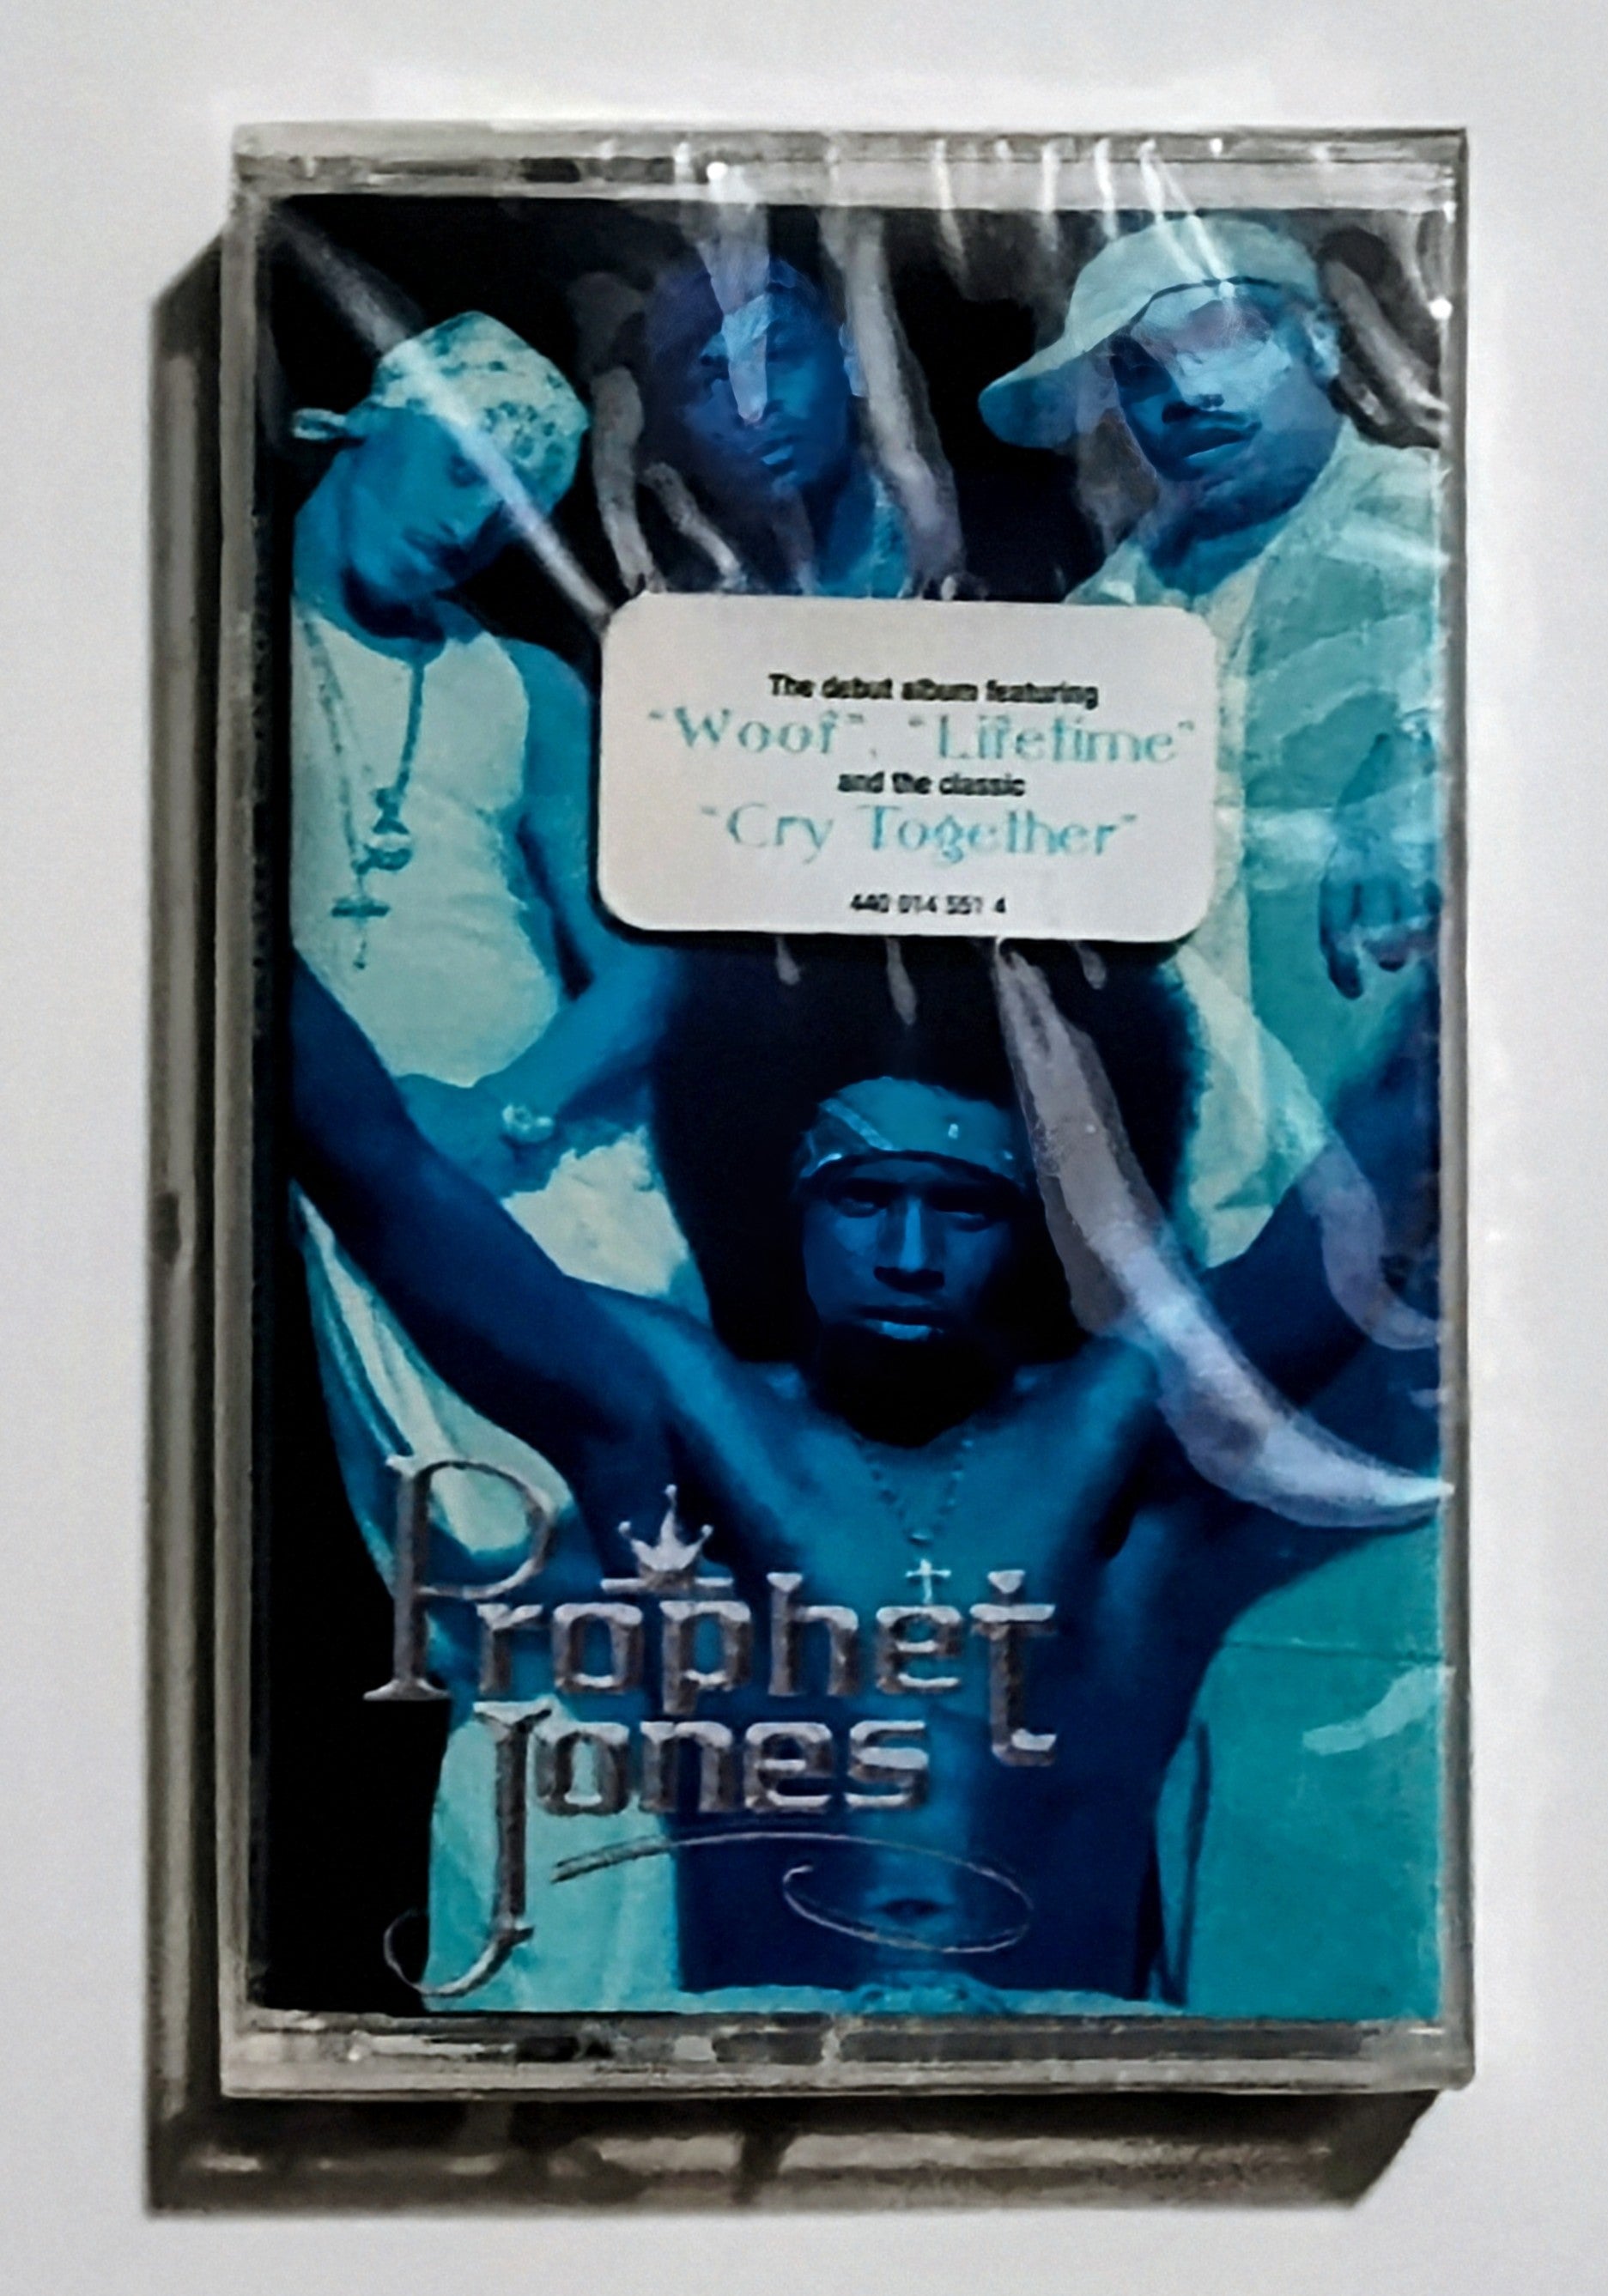 The debut album featuring
"Woof", "Lifetime"
and the classic
"Cry Together"
440 014 551 4
Prophet
Jones